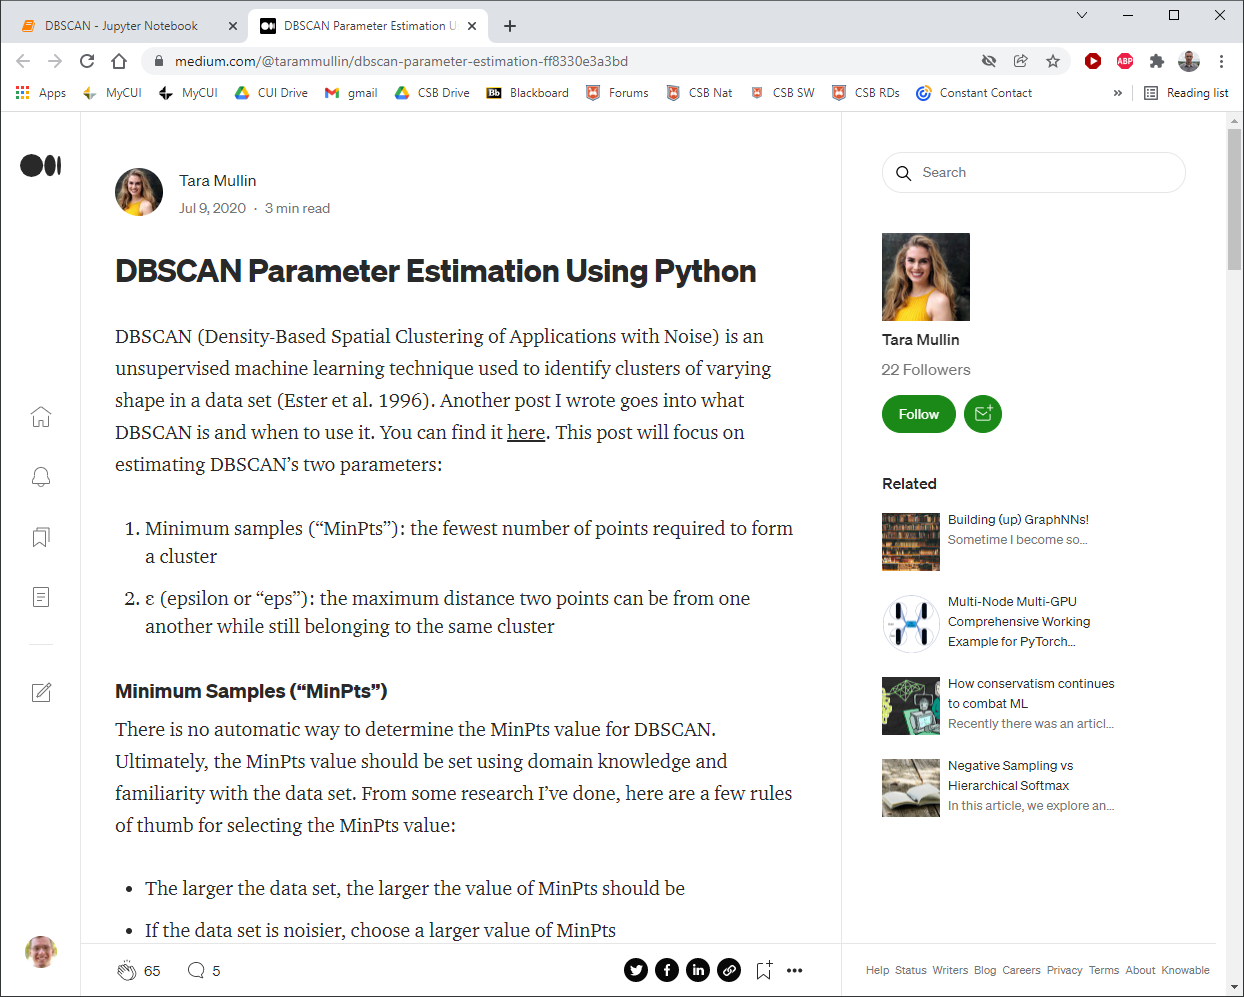 DBSCAN - Jupyter Notebook
DBSCAN Parameter Estimation U
medium.com/@tarammullin/dbscan-parameter-estimation-ff8330e3a3bd
ABP
Apps MyCUI MyCUI CUI Drive gmail CSB Drive Bb Blackboard Forums CSB Nat CSB SW CSB RDs Constant Contact » Reading list
Tara Mullin
Jul 9, 2020 · 3 min read
DBSCAN Parameter Estimation Using Python
DBSCAN (Density-Based Spatial Clustering of Applications with Noise) is an
unsupervised machine learning technique used to identify clusters of varying
shape in a data set (Ester et al. 1996). Another post I wrote goes into what
DBSCAN is and when to use it. You can find it here. This post will focus on
estimating DBSCAN’s two parameters:
1. Minimum samples (“MinPts”): the fewest number of points required to form
a cluster
2. ε (epsilon or “eps”): the maximum distance two points can be from one
another while still belonging to the same cluster
Minimum Samples (“MinPts”)
There is no automatic way to determine the MinPts value for DBSCAN.
Ultimately, the MinPts value should be set using domain knowledge and
familiarity with the data set. From some research I’ve done, here are a few rules
of thumb for selecting the MinPts value:
• The larger the data set, the larger the value of MinPts should be
• If the data set is noisier, choose a larger value of MinPts
65 5
Search
Tara Mullin
22 Followers
Follow
Related
Building (up) GraphNNs!
Sometime I become so...
Multi-Node Multi-GPU
Comprehensive Working
Example for PyTorch...
How conservatism continues
to combat ML
Recently there was an articl...
Negative Sampling vs
Hierarchical Softmax
In this article, we explore an...
Help Status Writers Blog Careers Privacy Terms About Knowable